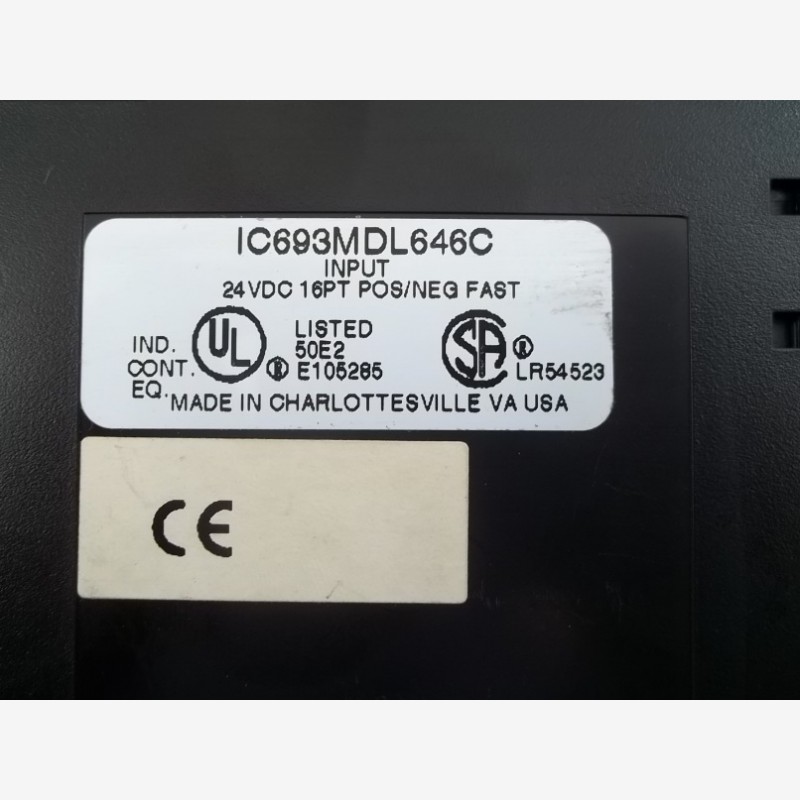 IC693MDL646C
INPUT
24VDC 16PT POS/NEG FAST
IND.
CONT.
EQ.
UL ®
LISTED
50E2
E105285
SA ®
LR54523
MADE IN CHARLOTTESVILLE VA USA
CE